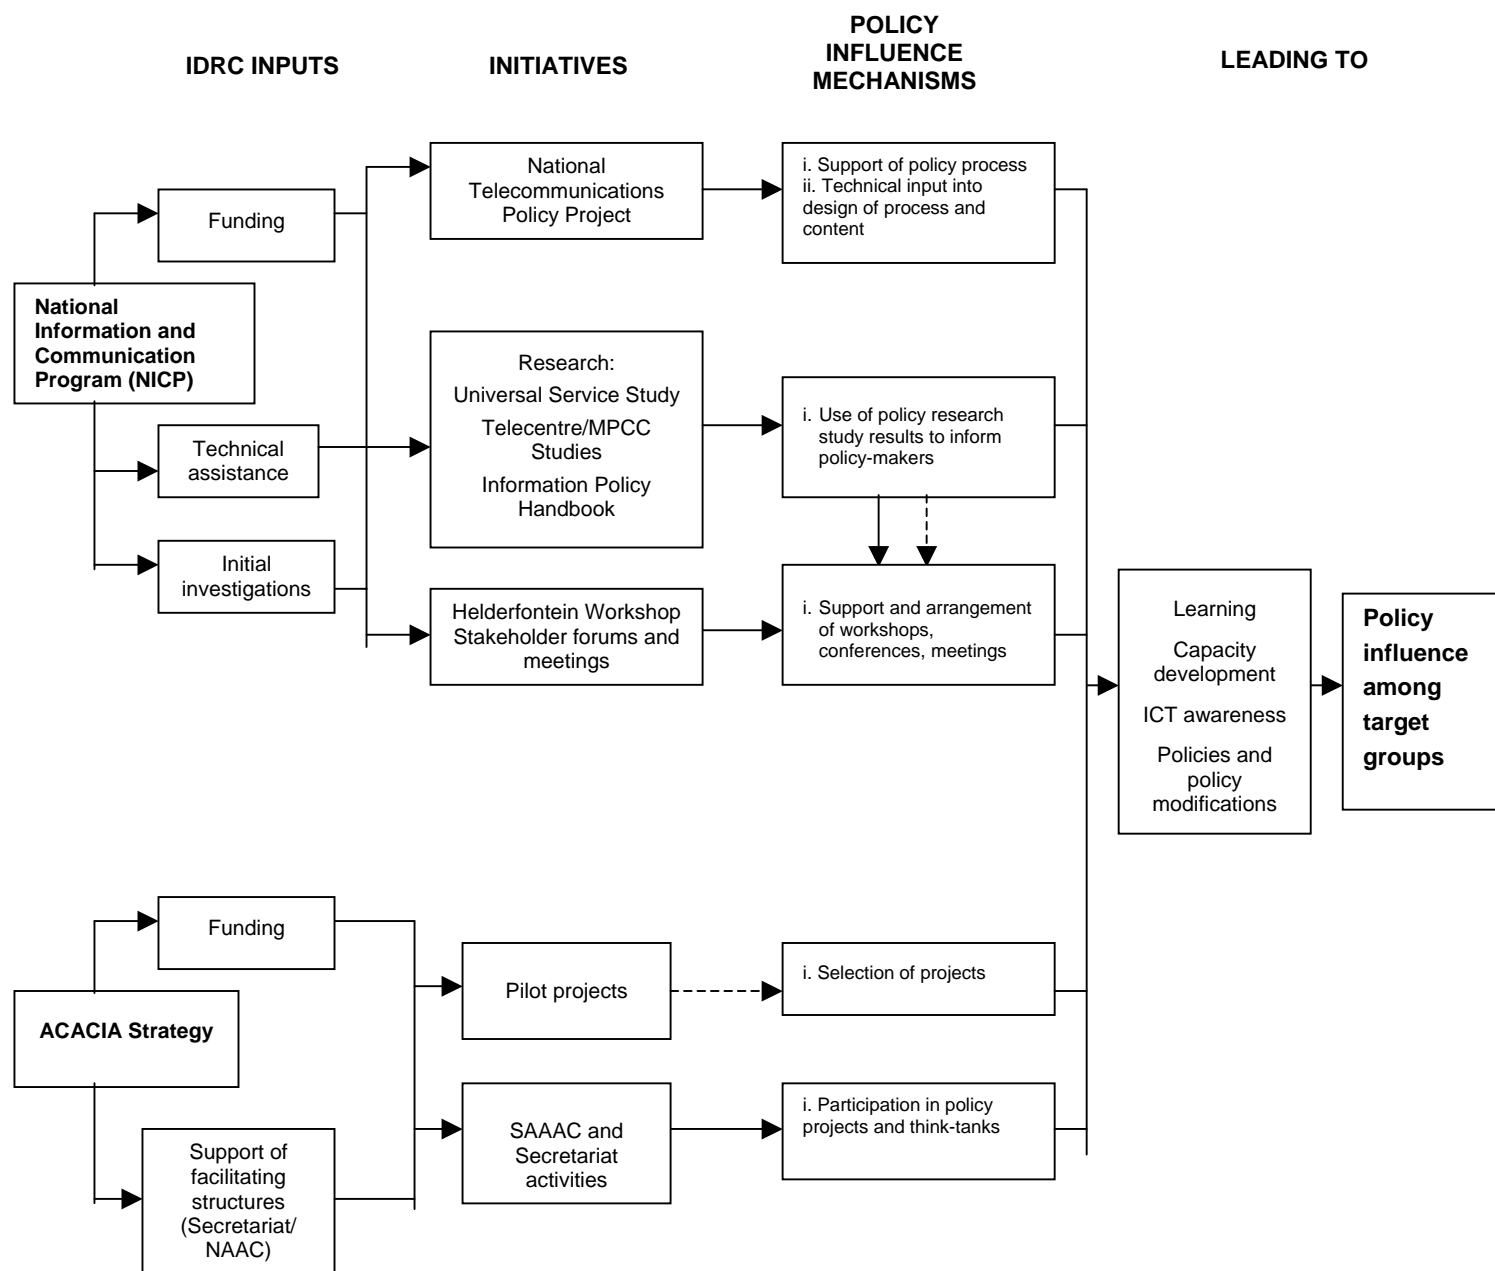 IDRC INPUTS
INITIATIVES
POLICY
INFLUENCE
MECHANISMS
LEADING TO
National
Information and
Communication
Program (NICP)
Funding
Technical
assistance
Initial
investigations
National
Telecommunications
Policy Project
Research:
Universal Service Study
Telecentre/MPCC
Studies
Information Policy
Handbook
Helderfontein Workshop
Stakeholder forums and
meetings
i. Support of policy process
ii. Technical input into
design of process and
content
i. Use of policy research
study results to inform
policy-makers
i. Support and arrangement
of workshops,
conferences, meetings
Learning
Capacity
development
ICT awareness
Policies and
policy
modifications
Policy
influence
among
target
groups
ACACIA Strategy
Funding
Support of
facilitating
structures
(Secretariat/
NAAC)
Pilot projects
SAAAC and
Secretariat
activities
i. Selection of projects
i. Participation in policy
projects and think-tanks